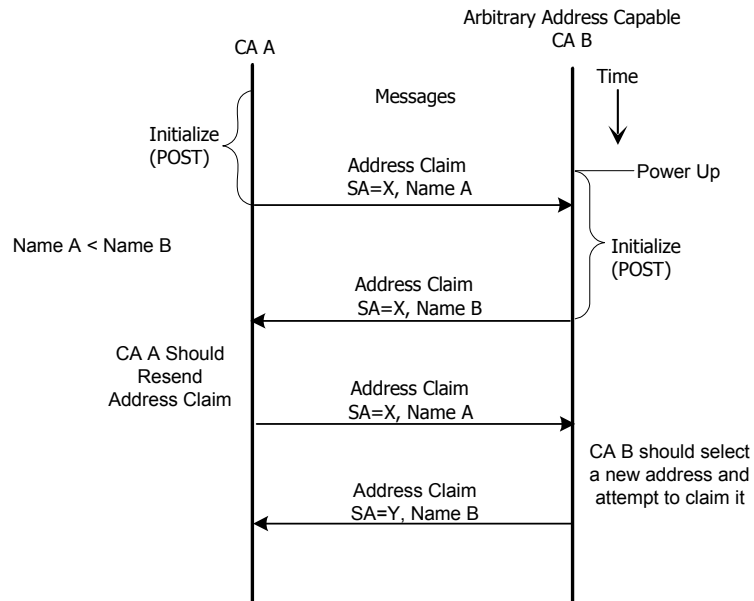 Arbitrary Address Capable
CA A
CA B
Time
Messages
Initialize
(POST)
Address Claim
SA=X, Name A
Power Up
Name A < Name B
Initialize
(POST)
Address Claim
SA=X, Name B
CA A Should
Resend
Address Claim
Address Claim
SA=X, Name A
CA B should select
a new address and
attempt to claim it
Address Claim
SA=Y, Name B